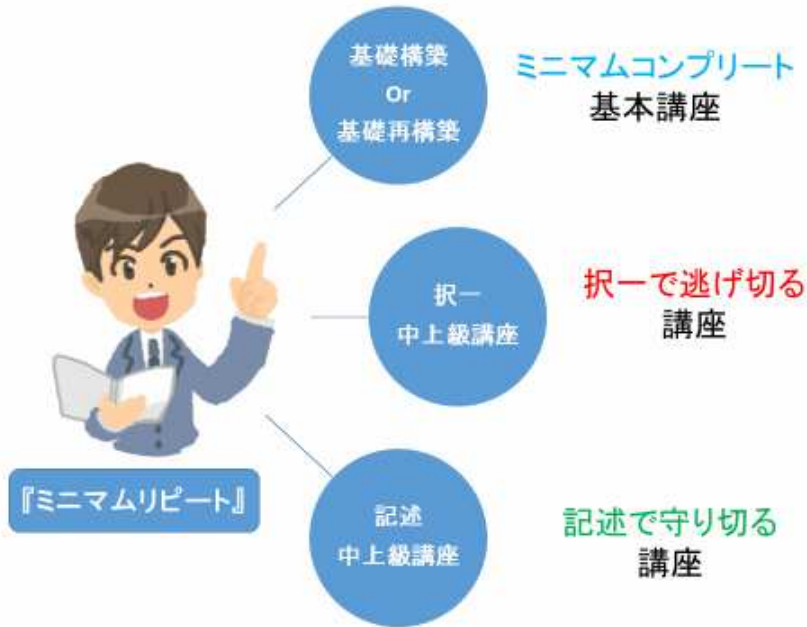 基礎構築
Or
基礎再構築
ミニマムコンプリート
基本講座
択一
中上級講座
択一で逃げ切る
講座
『ミニマムリピート』
記述
中上級講座
記述で守り切る
講座